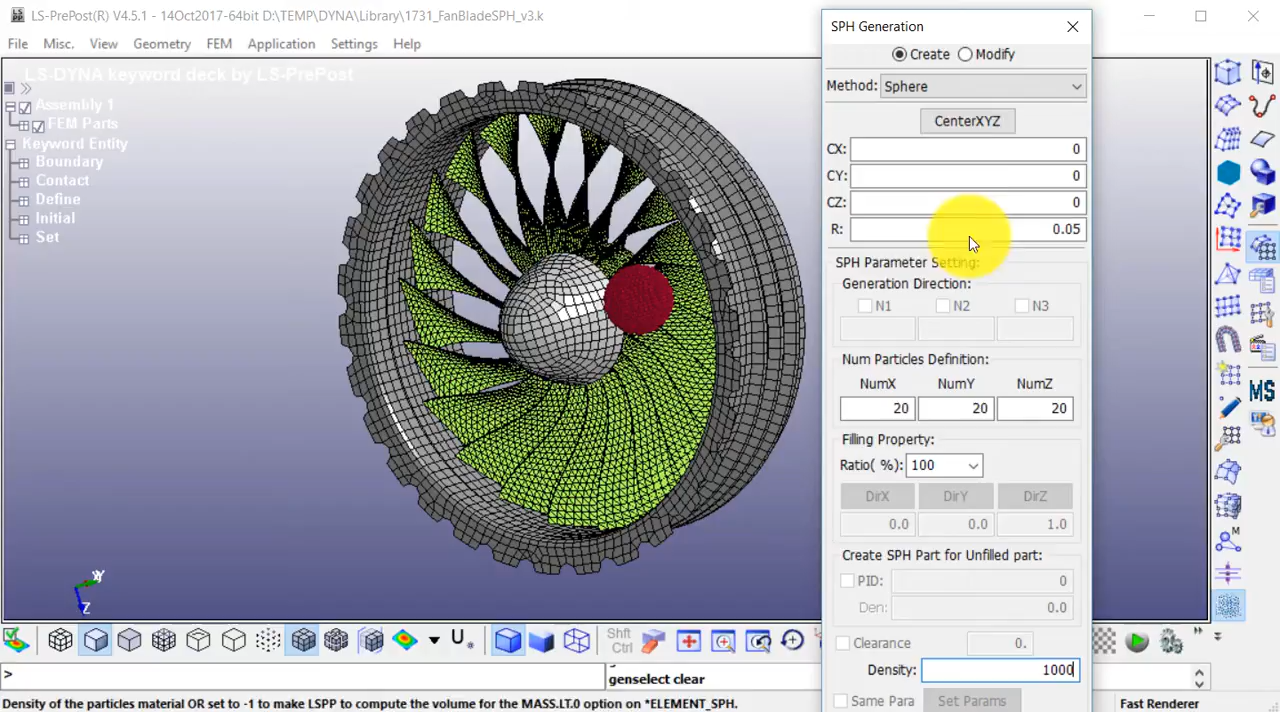 LS-PrePost(R) V4.5.1 - 14Oct2017-64bit D:\TEMP\DYNA\Library\1731_FanBladeSPH_v3.k
File Misc. View Geometry FEM Application Settings Help
LS-DYNA keyword deck by LS-PrePost
Assembly 1
FEM Parts
Keyword Entity
Boundary
Contact
Define
Initial
Set
Y
Z
SPH Generation
Create Modify
Method: Sphere
CenterXYZ
CX: 0
CY: 0
CZ: 0
R: 0.05
SPH Parameter Setting:
Generation Direction:
N1 N2 N3
Num Particles Definition:
NumX NumY NumZ
20 20 20
Filling Property:
Ratio( %): 100
DirX DirY DirZ
0.0 0.0 1.0
Create SPH Part for Unfilled part:
PID: 0
Den: 0.0
Clearance 0.
Density: 1000
Same Para Set Params
MS
M
U
Shft
Ctrl
>
genselect clear
Density of the particles material OR set to -1 to make LSPP to compute the volume for the MASS.LT.0 option on *ELEMENT_SPH.
Fast Renderer